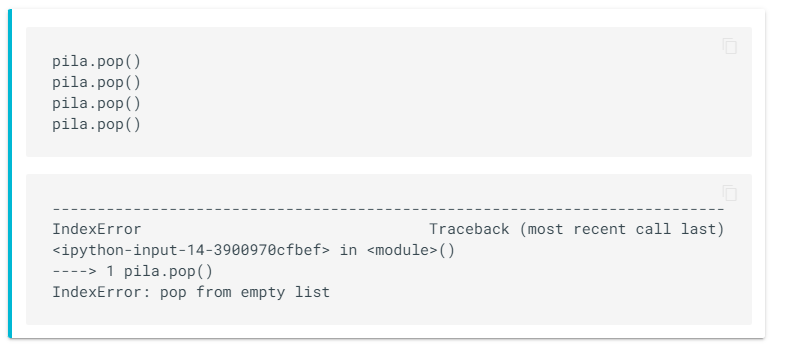 pila.pop()
pila.pop()
pila.pop()
pila.pop()
---------------------------------------------------------------------------
IndexError                                Traceback (most recent call last)
<ipython-input-14-3900970cfbef> in <module>()
----> 1 pila.pop()
IndexError: pop from empty list